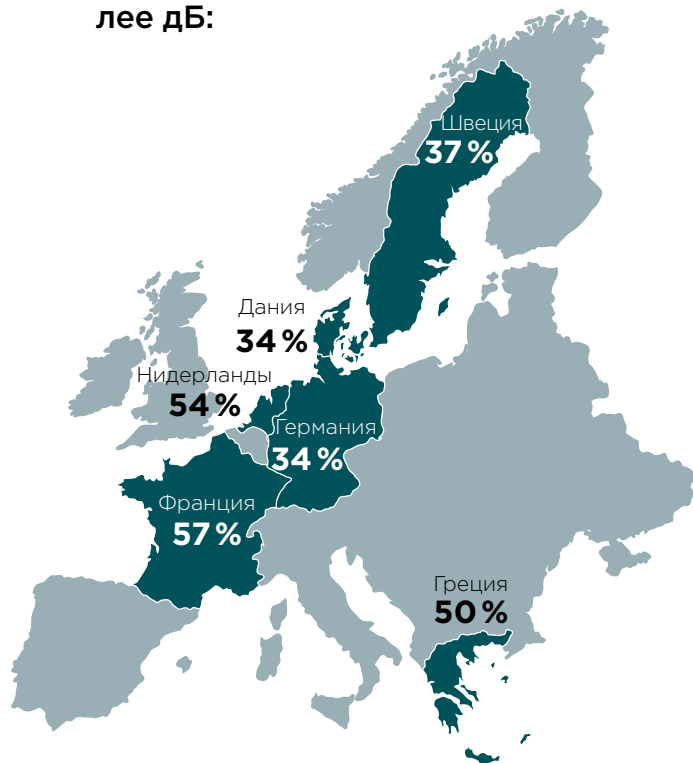 лее дБ:
Швеция
37 %
Дания
34 %
Нидерланды
54 %
Германия
34 %
Франция
57 %
Греция
50 %